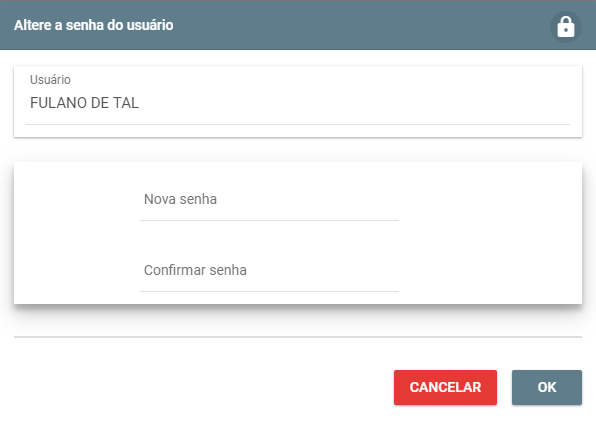 Altere a senha do usuário
Usuário
FULANO DE TAL
Nova senha
Confirmar senha
CANCELAR OK